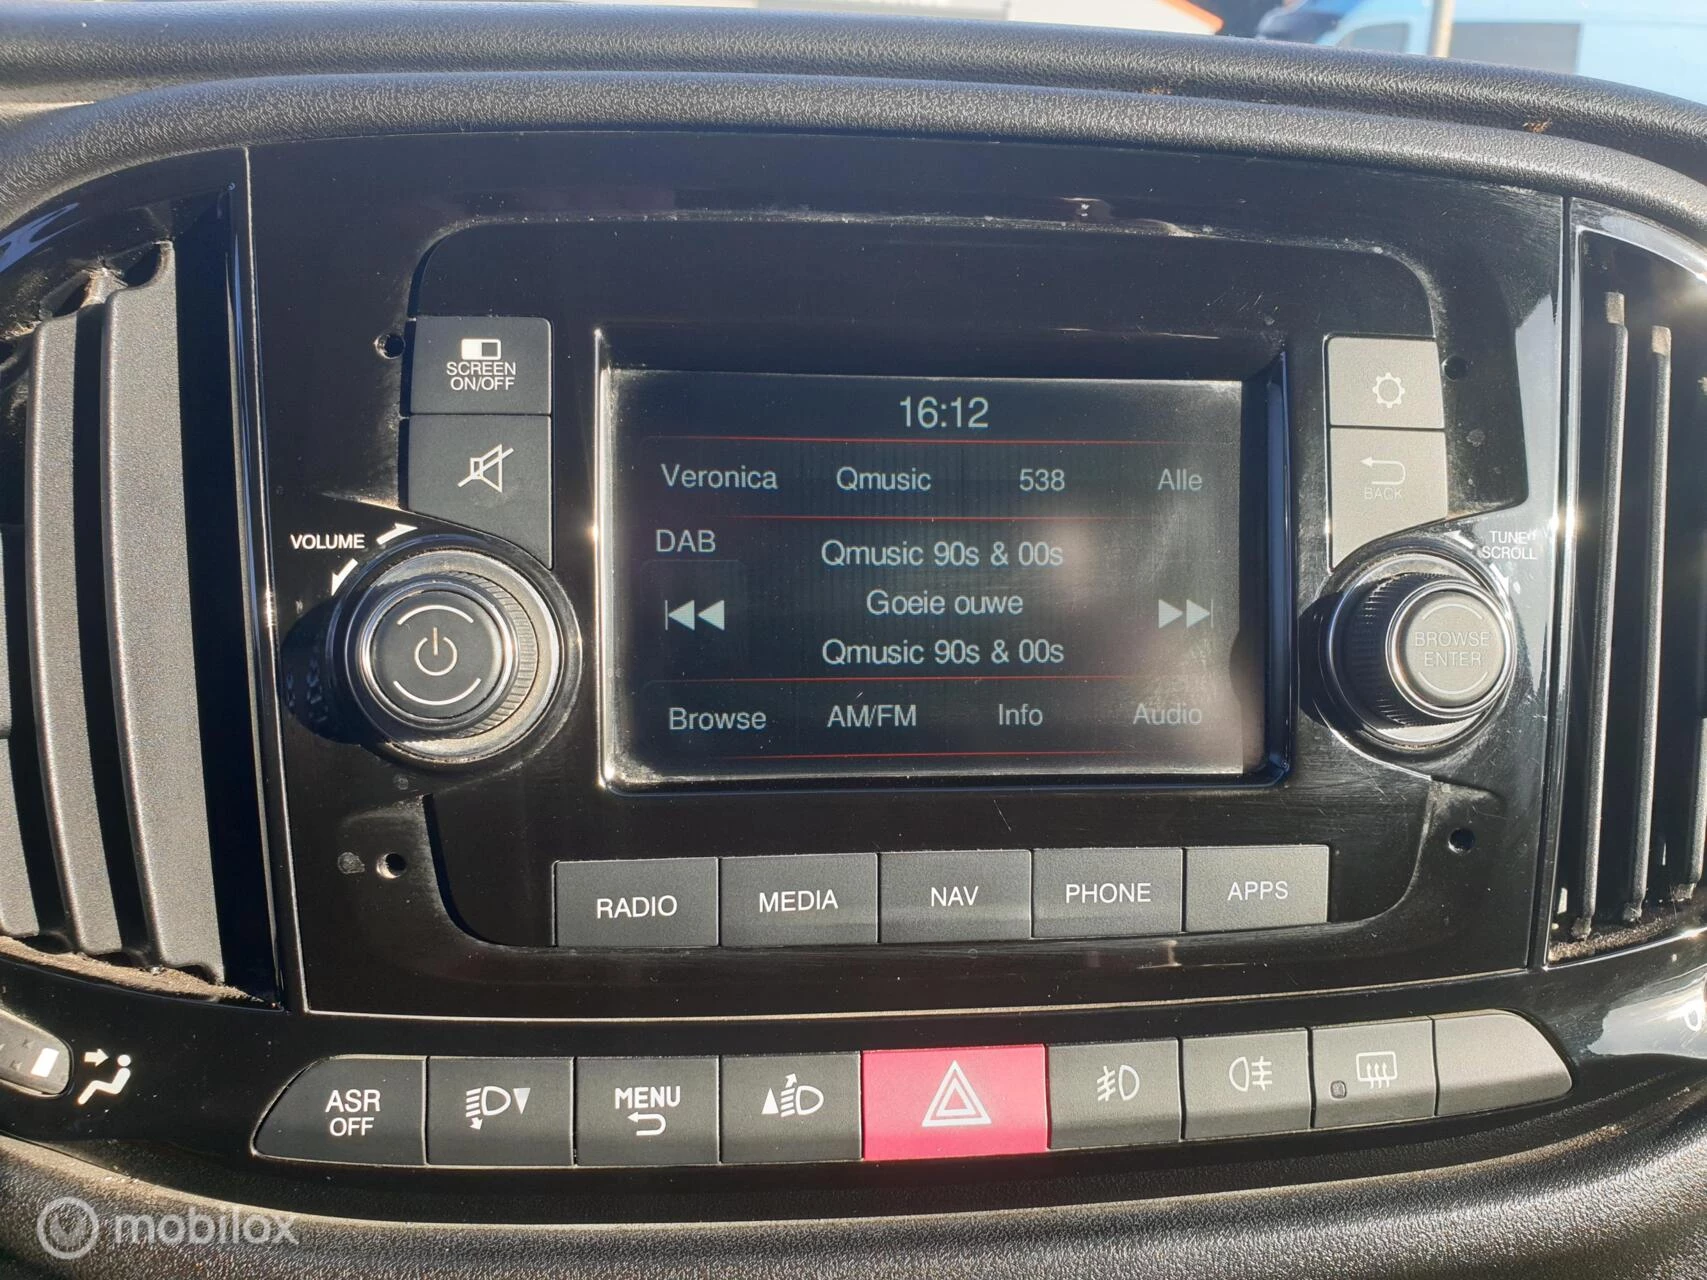 SCREEN
ON/OFF
16:12
Veronica Qmusic 538 Alle
BACK
VOLUME
DAB
Qmusic 90s & 00s
TUNE
SCROLL
Goeie ouwe
BROWSE
ENTER
Qmusic 90s & 00s
Browse AM/FM Info Audio
RADIO MEDIA NAV PHONE APPS
ASR
OFF
MENU
mobilox